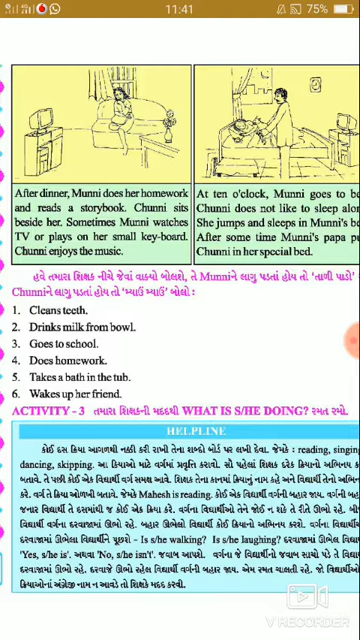 11:41
75%
After dinner, Munni does her homework
and reads a storybook. Chunni sits
beside her. Sometimes Munni watches
TV or plays on her small key-board.
Chunni enjoys the music.
At ten o'clock, Munni goes to be
Chunni does not like to sleep alon
She jumps and sleeps in Munni's be
After some time Munni's papa pu
Chunni in her special bed.
હવે તમારા શિક્ષક નીચે જેવાં વાક્યો બોલશે, તે Munniને લાગુ પડતાં હોય તો 'તાળી પાડો'
Chunniને લાગુ પડતાં હોય તો 'મ્યાઉં મ્યાઉં' બોલો :
1. Cleans teeth.
2. Drinks milk from bowl.
3. Goes to school.
4. Does homework.
5. Takes a bath in the tub.
6. Wakes up her friend.
ACTIVITY - 3 તમારા શિક્ષકની મદદથી WHAT IS S/HE DOING? રમત રમો.
HELPLINE
કોઈ દસ ક્રિયા આગળથી નક્કી કરી રાખી તેના શબ્દો બોર્ડ પર લખી દેવા. જેમકે : reading, singin
dancing, skipping. આ ક્રિયાઓ માટે વર્ગમાં પ્રવૃત્તિ કરાવો. સૌ પહેલાં શિક્ષક દરેક ક્રિયાનો અભિનય ક
બતાવે. તે પછી કોઈ એક વિદ્યાર્થી વર્ગ સમક્ષ આવે. શિક્ષક તેના કાનમાં ક્રિયાનું નામ કહે અને વિદ્યાર્થી તેનો
કરે. વર્ગ તે ક્રિયા ઓળખી બતાવે. જેમકે Mahesh is reading. કોઈ એક વિદ્યાર્થી વર્ગની બહાર જાય. વર્ગની
જનાર વિદ્યાર્થી તે દસમાંથી જ કોઈ એક ક્રિયા કરે. વર્ગના વિદ્યાર્થીઓ તેને જોઈ ન શકે તે રીતે ઊભો રહે.
વિદ્યાર્થી વર્ગના દરવાજામાં ઊભો રહે. બહાર ઊભેલો વિદ્યાર્થી કોઈ ક્રિયાનો અભિનય કરશે. વર્ગના
દરવાજામાં ઊભેલા વિદ્યાર્થીને પૂછશે - Is s/he walking? Is s/he laughing? દરવાજામાં ઊભેલ
'Yes, s/he is. અથવા 'No, s/he isn't'. જવાબ આપશે. વર્ગના જે વિદ્યાર્થીનો જવાબ સાચો પડે તે
દરવાજામાં ઊભો રહે. દરવાજે ઊભો રહેલ વિદ્યાર્થી વર્ગની બહાર જાય. એમ રમત ચાલતી રહે. જો
ક્રિયાઓનાં અંગ્રેજી નામ ન આવડે તો શિક્ષકે મદદ કરવી.